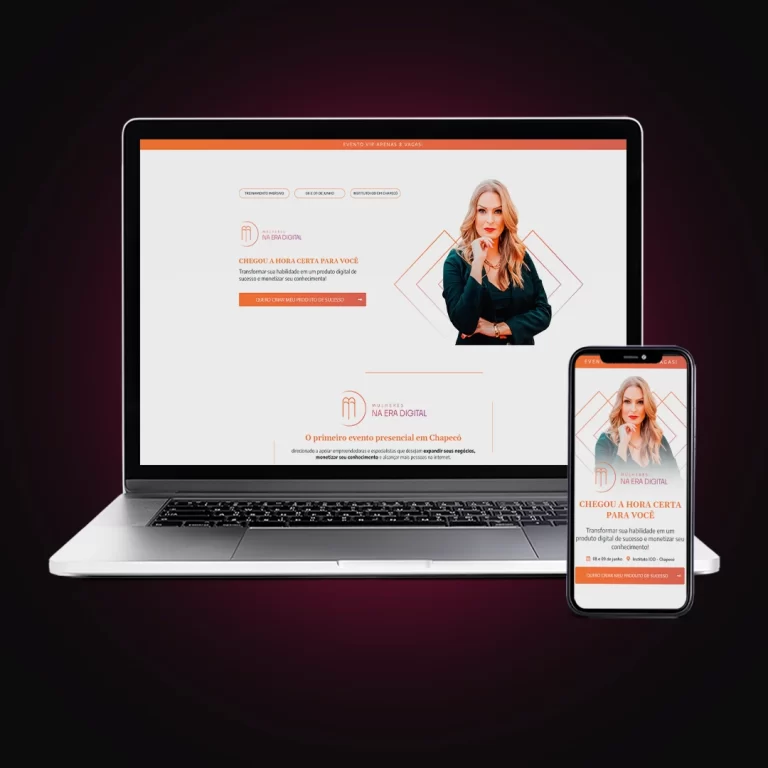 EVENTO VIP APENAS 8 VAGAS!
TREINAMENTO IMERSIVO
08 E 09 DE JUNHO
INSTITUTO IOD EM CHAPECÓ
MULHERES
NA ERA DIGITAL
CHEGOU A HORA CERTA PARA VOCÊ
Transformar sua habilidade em um produto digital de
sucesso e monetizar seu conhecimento!
QUERO CRIAR MEU PRODUTO DE SUCESSO
MULHERES
NA ERA DIGITAL
O primeiro evento presencial em Chapecó
direcionado a apoiar empreendedoras e especialistas que desejam expandir seus negócios,
monetizar seu conhecimento e alcançar mais pessoas na internet.
VAGAS!
MULHERES
NA ERA DIGITAL
CHEGOU A HORA CERTA
PARA VOCÊ
Transformar sua habilidade em um
produto digital de sucesso e monetizar seu
conhecimento!
08 e 09 de junho Instituto IOD - Chapecó
QUERO CRIAR MEU PRODUTO DE SUCESSO